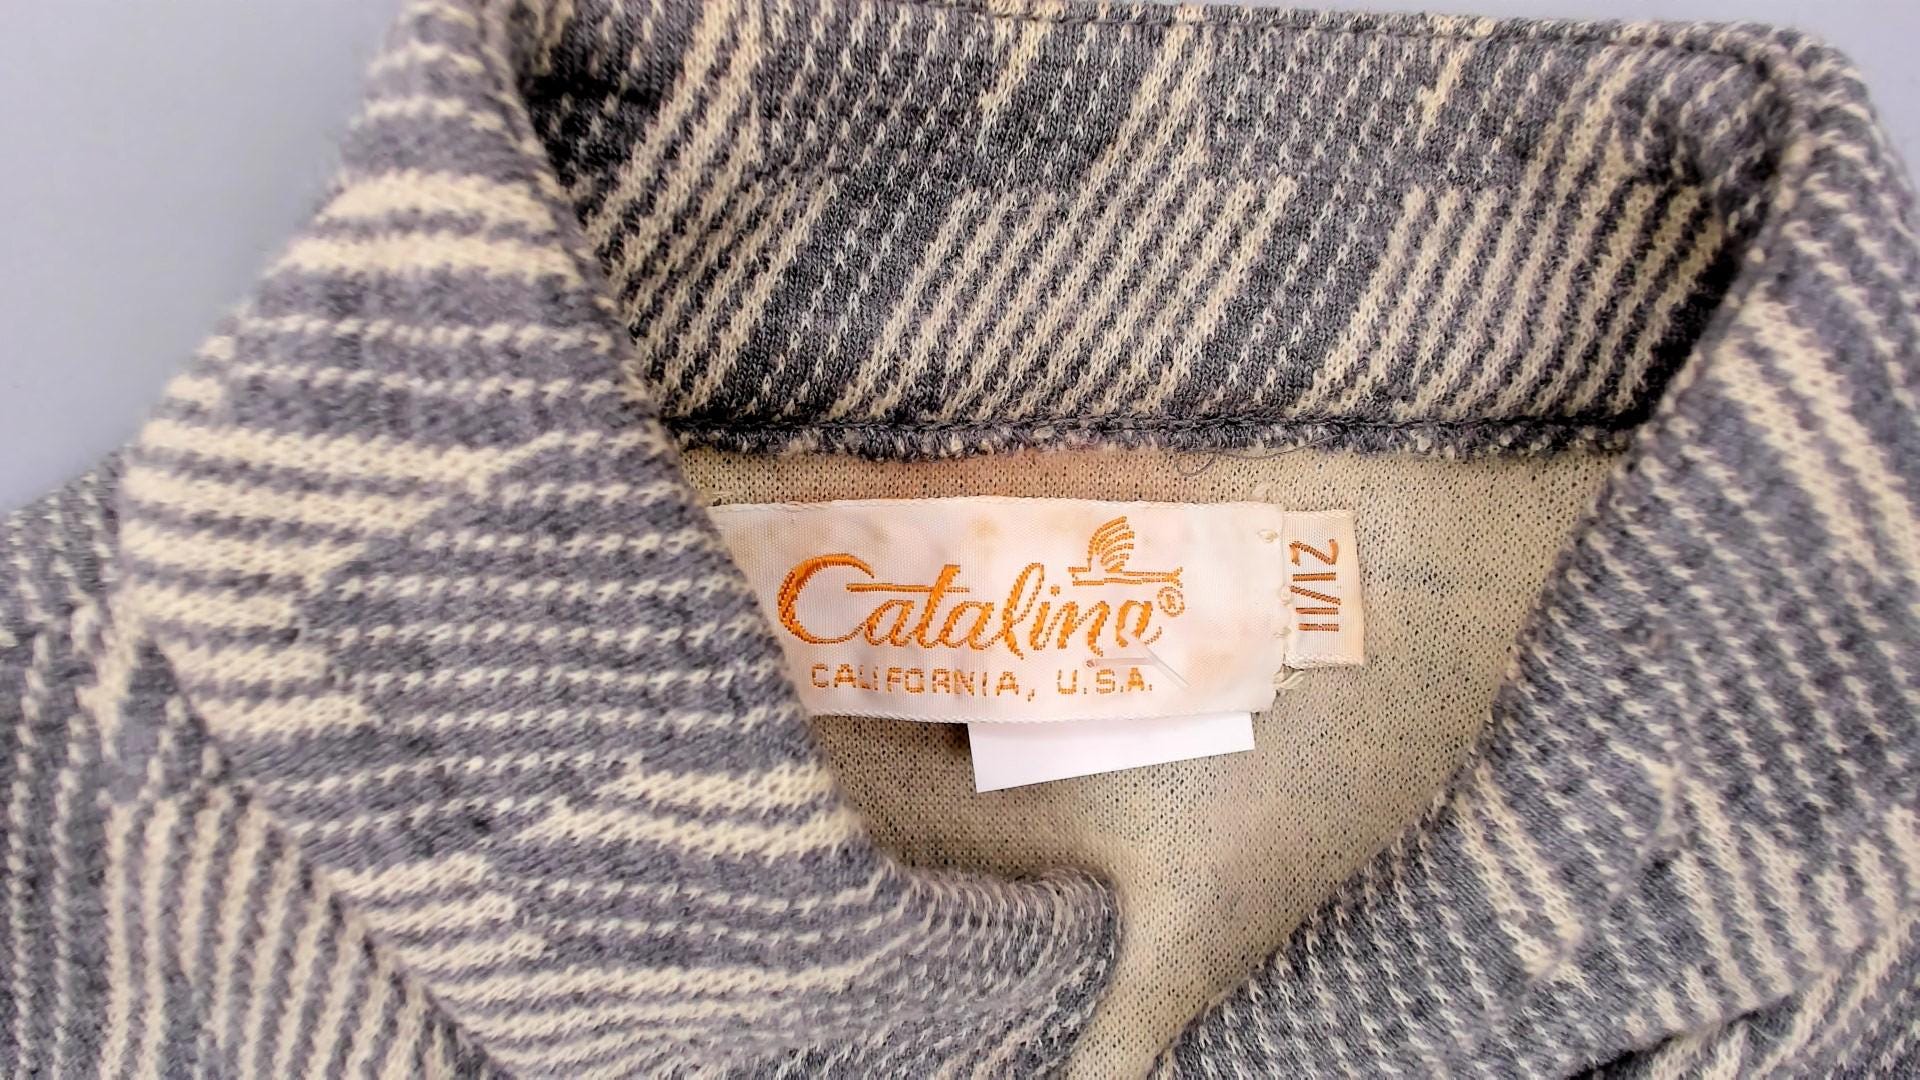 Catalina®
CALIFORNIA, U.S.A.
11/12